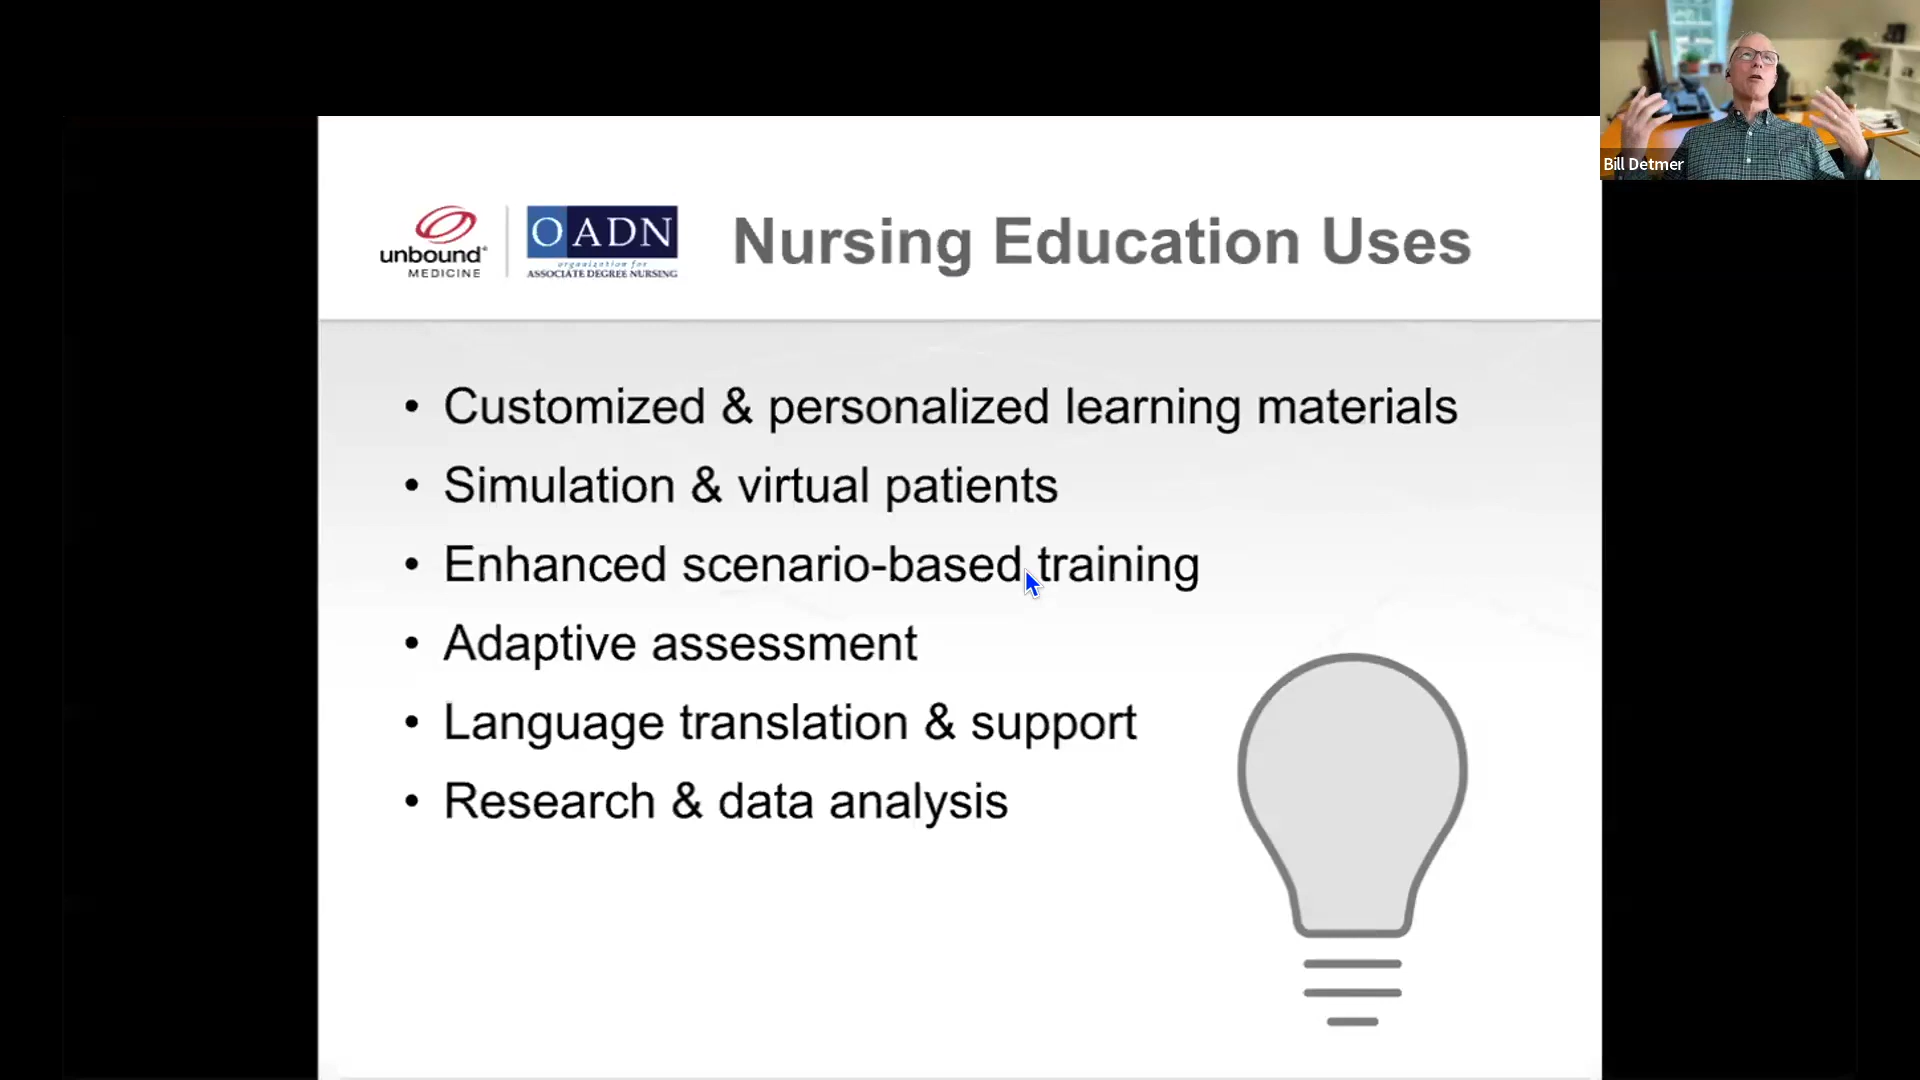 Bill Detmer
unbound®
MEDICINE
OADN
organization for
ASSOCIATE DEGREE NURSING
Nursing Education Uses
• Customized & personalized learning materials
• Simulation & virtual patients
• Enhanced scenario-based training
• Adaptive assessment
• Language translation & support
• Research & data analysis